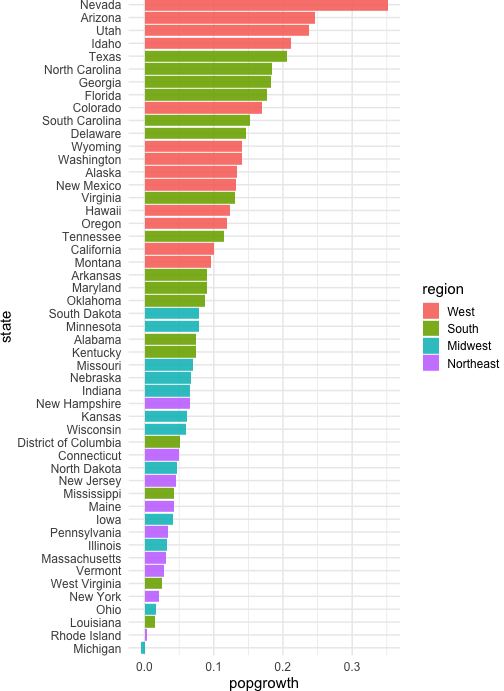 Nevada
Arizona
Utah
Idaho
Texas
North Carolina
Georgia
Florida
Colorado
South Carolina
Delaware
Wyoming
Washington
Alaska
New Mexico
Virginia
Hawaii
Oregon
Tennessee
California
Montana
Arkansas
Maryland
Oklahoma
South Dakota
Minnesota
Alabama
Kentucky
Missouri
Nebraska
Indiana
New Hampshire
Kansas
Wisconsin
District of Columbia
Connecticut
North Dakota
New Jersey
Mississippi
Maine
Iowa
Pennsylvania
Illinois
Massachusetts
Vermont
West Virginia
New York
Ohio
Louisiana
Rhode Island
Michigan
state
0.0 0.1 0.2 0.3
popgrowth
region
West
South
Midwest
Northeast